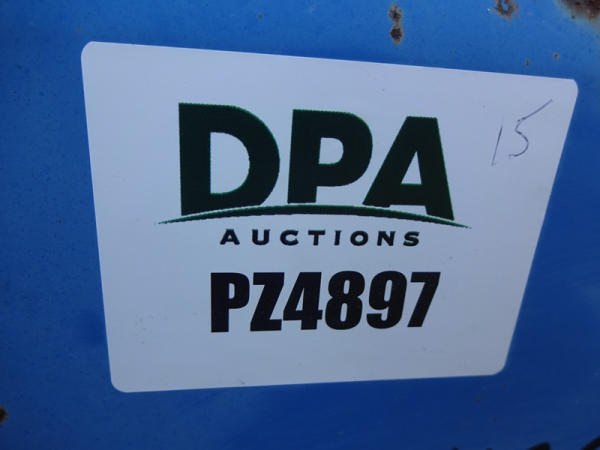 DPA
15
AUCTIONS
PZ4897